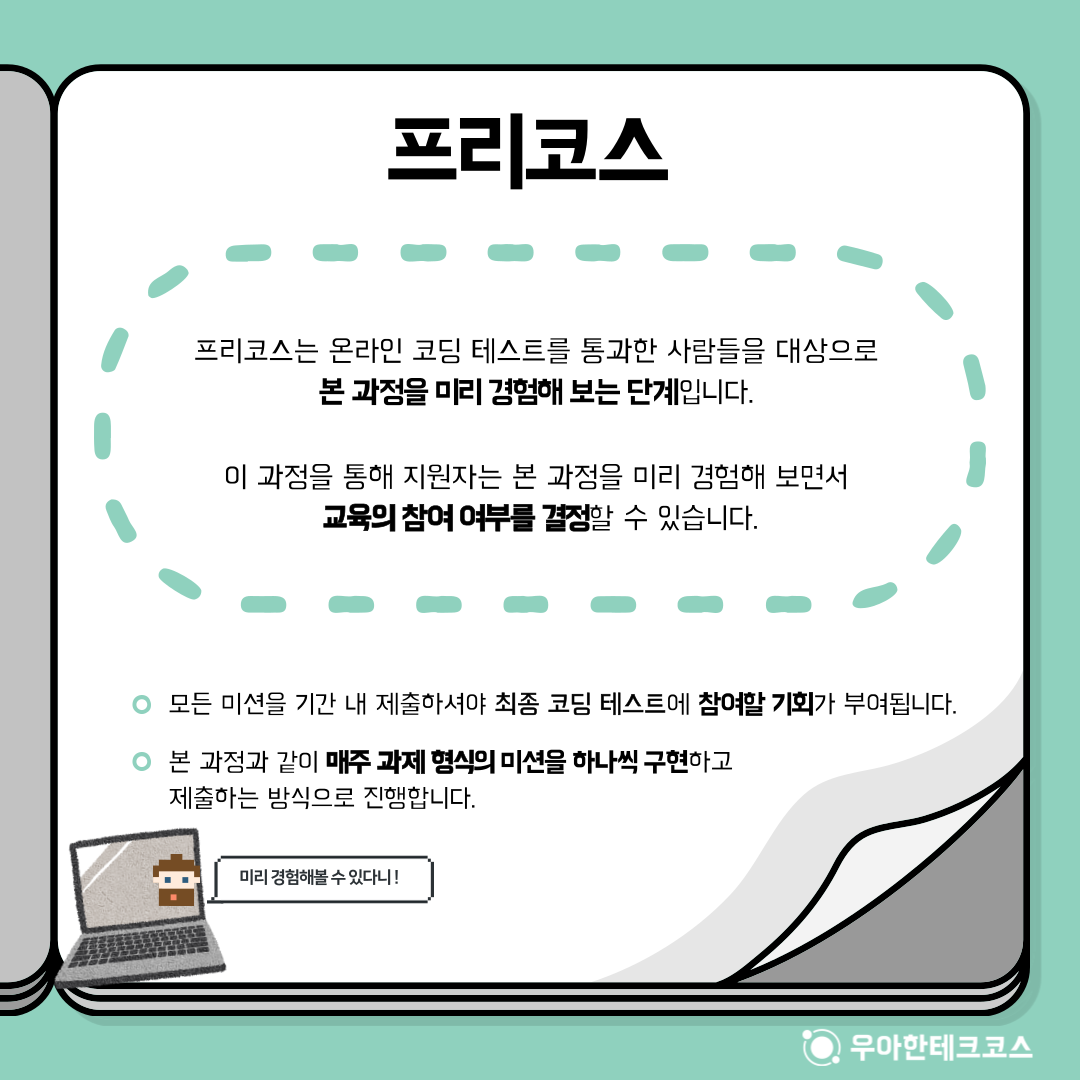 프리코스
프리코스는 온라인 코딩 테스트를 통과한 사람들을 대상으로
본 과정을 미리 경험해 보는 단계입니다.
이 과정을 통해 지원자는 본 과정을 미리 경험해 보면서
교육의 참여 여부를 결정할 수 있습니다.
모든 미션을 기간 내 제출하셔야 최종 코딩 테스트에 참여할 기회가 부여됩니다.
본 과정과 같이 매주 과제 형식의 미션을 하나씩 구현하고
제출하는 방식으로 진행합니다.
미리 경험해볼 수 있다니!
우아한테크코스